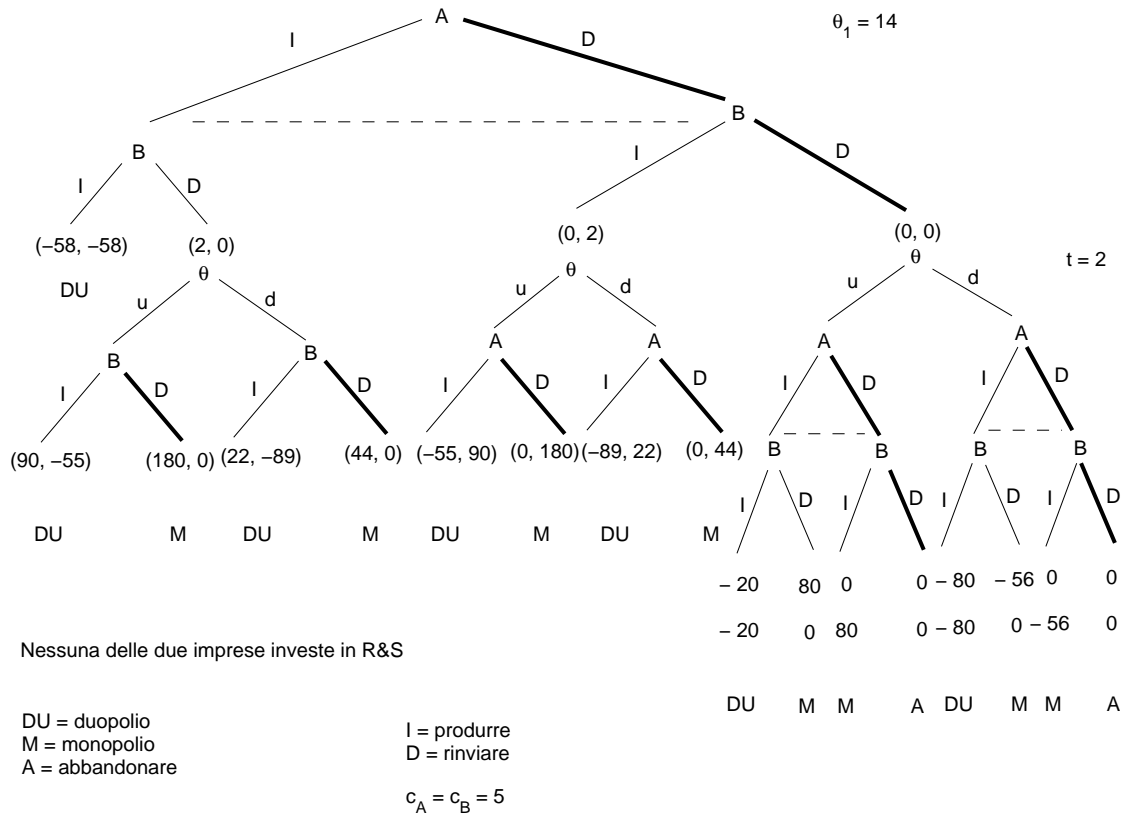 A
θ1 = 14
I
D
B
B
I
D
I
D
(−58, −58)
(2, 0)
(0, 2)
(0, 0)
θ
θ
θ
t = 2
DU
u
d
u
d
u
d
B
B
A
A
A
A
I
D
I
D
I
D
I
D
I
D
I
D
(90, −55)
(180, 0)
(22, −89)
(44, 0)
(−55, 90)
(0, 180)
(−89, 22)
(0, 44)
B
B
B
B
I
D
I
D
I
D
I
D
DU
M
DU
M
DU
M
DU
M
− 20 80 0 0 − 80 − 56 0 0
− 20 0 80 0 − 80 0 − 56 0
Nessuna delle due imprese investe in R&S
DU M M A DU M M A
DU = duopolio
M = monopolio
A = abbandonare
I = produrre
D = rinviare
cA = cB = 5